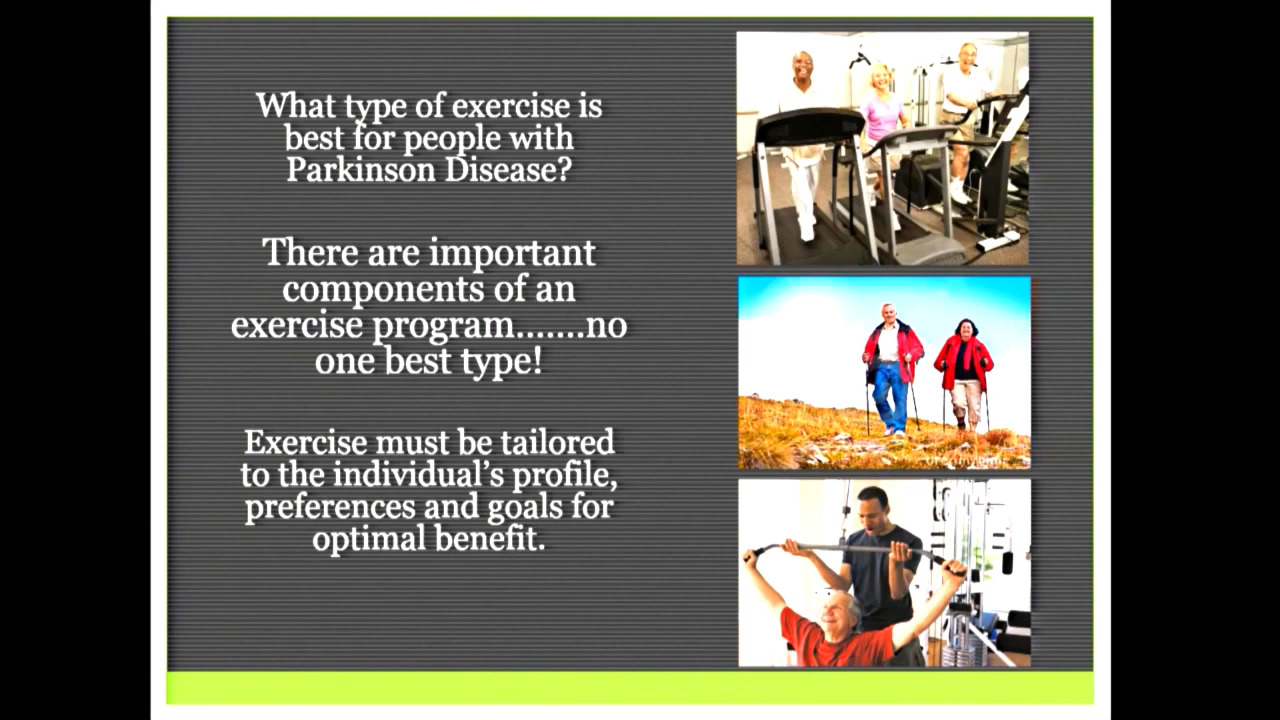 What type of exercise is
best for people with
Parkinson Disease?
There are important
components of an
exercise program.......no
one best type!
Exercise must be tailored
to the individual’s profile,
preferences and goals for
optimal benefit.